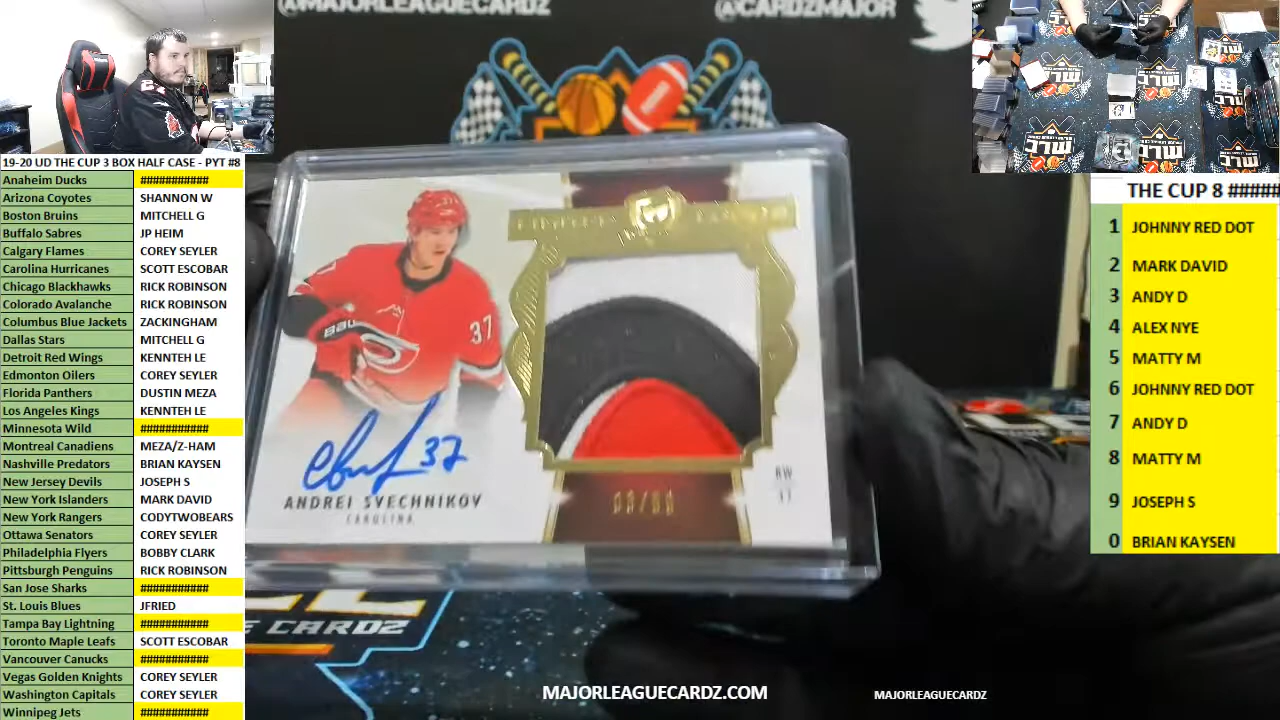 @MAJORLEAGUECARDZ
@CARDZMAJOR
19-20 UD THE CUP 3 BOX HALF CASE - PYT #8
Anaheim Ducks ###########
Arizona Coyotes SHANNON W
Boston Bruins MITCHELL G
Buffalo Sabres JP HEIM
Calgary Flames COREY SEYLER
Carolina Hurricanes SCOTT ESCOBAR
Chicago Blackhawks RICK ROBINSON
Colorado Avalanche RICK ROBINSON
Columbus Blue Jackets ZACKINGHAM
Dallas Stars MITCHELL G
Detroit Red Wings KENNTEH LE
Edmonton Oilers COREY SEYLER
Florida Panthers DUSTIN MEZA
Los Angeles Kings KENNTEH LE
Minnesota Wild ###########
Montreal Canadiens MEZA/Z-HAM
Nashville Predators BRIAN KAYSEN
New Jersey Devils JOSEPH S
New York Islanders MARK DAVID
New York Rangers CODYTWOBEARS
Ottawa Senators COREY SEYLER
Philadelphia Flyers BOBBY CLARK
Pittsburgh Penguins RICK ROBINSON
San Jose Sharks ###########
St. Louis Blues JFRIED
Tampa Bay Lightning ###########
Toronto Maple Leafs SCOTT ESCOBAR
Vancouver Canucks ###########
Vegas Golden Knights COREY SEYLER
Washington Capitals COREY SEYLER
Winnipeg Jets ###########
37
37
ANDREI SVECHNIKOV
CAROLINA
RW
37
CARDZ
MAJORLEAGUECARDZ.COM
MAJORLEAGUECARDZ
THE CUP 8 #####
1 JOHNNY RED DOT
2 MARK DAVID
3 ANDY D
4 ALEX NYE
5 MATTY M
6 JOHNNY RED DOT
7 ANDY D
8 MATTY M
9 JOSEPH S
0 BRIAN KAYSEN